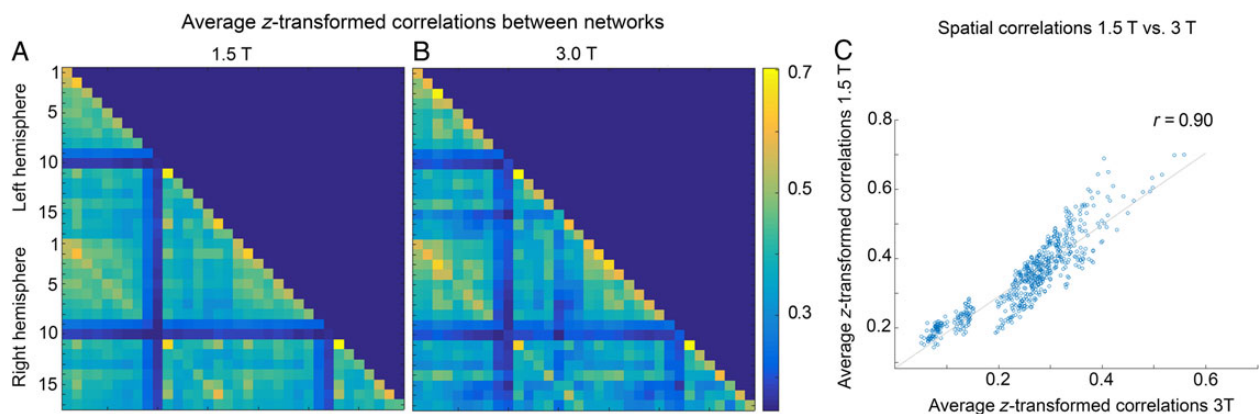 Average z-transformed correlations between networks
A
1.5 T
B
3.0 T
Left hemisphere
Right hemisphere
1
5
10
15
1
5
10
15
0.7
0.5
0.3
C
Spatial correlations 1.5 T vs. 3 T
r = 0.90
Average z-transformed correlations 1.5 T
0.8
0.6
0.4
0.2
0.2
0.4
0.6
Average z-transformed correlations 3T